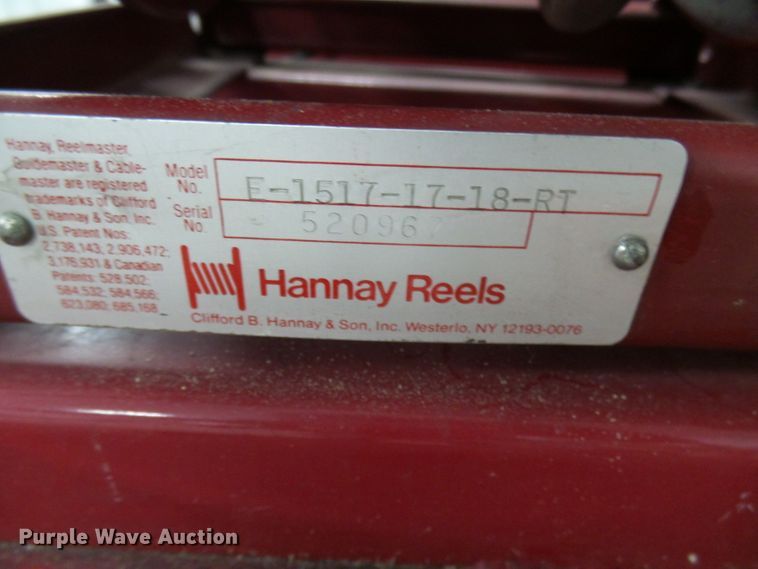 Hannay, Reelmaster,
Guidemaster & Cable-
master are registered
trademarks of Clifford
B. Hannay & Son, Inc.
U.S. Patent Nos:
2,738,143; 2,906,472;
3,176,931 & Canadian
Patents: 528,502;
584,532; 584,566;
623,080; 685,168
Model
No.
E-1517-17-18-RT
Serial
No.
Hannay Reels
Clifford B. Hannay & Son, Inc. Westerlo, NY 12193-0076
Purple Wave Auction